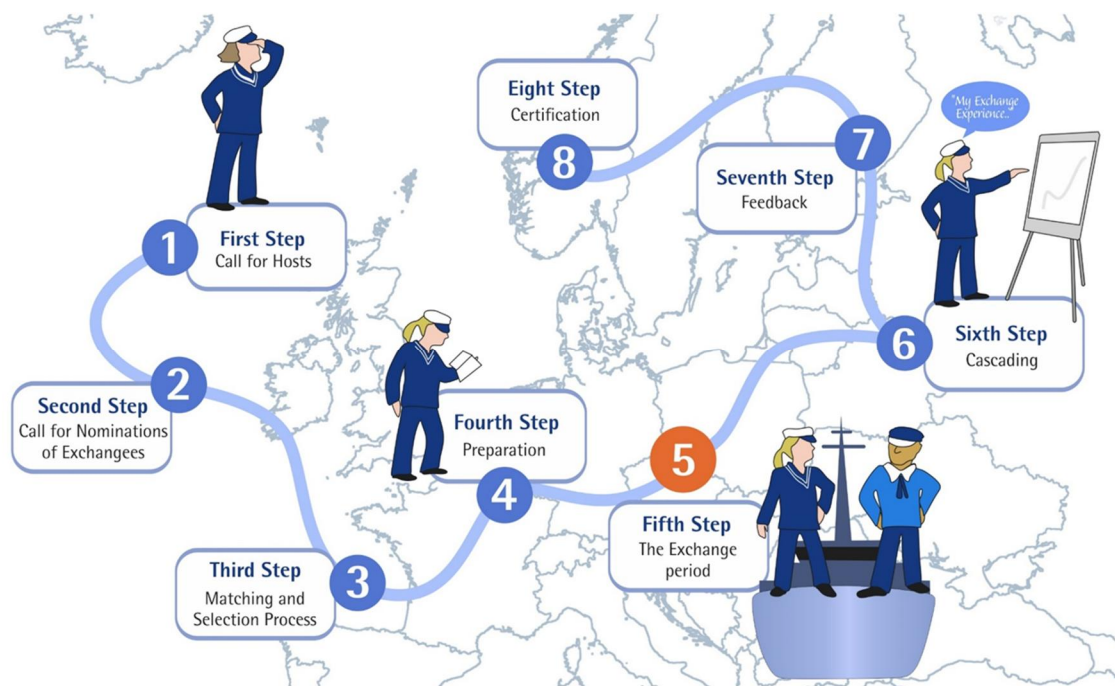 1
First Step
Call for Hosts
2
Second Step
Call for Nominations
of Exchangees
3
Third Step
Matching and
Selection Process
4
Fourth Step
Preparation
5
Fifth Step
The Exchange
period
6
Sixth Step
Cascading
"My Exchange
Experience.."
7
Seventh Step
Feedback
8
Eight Step
Certification